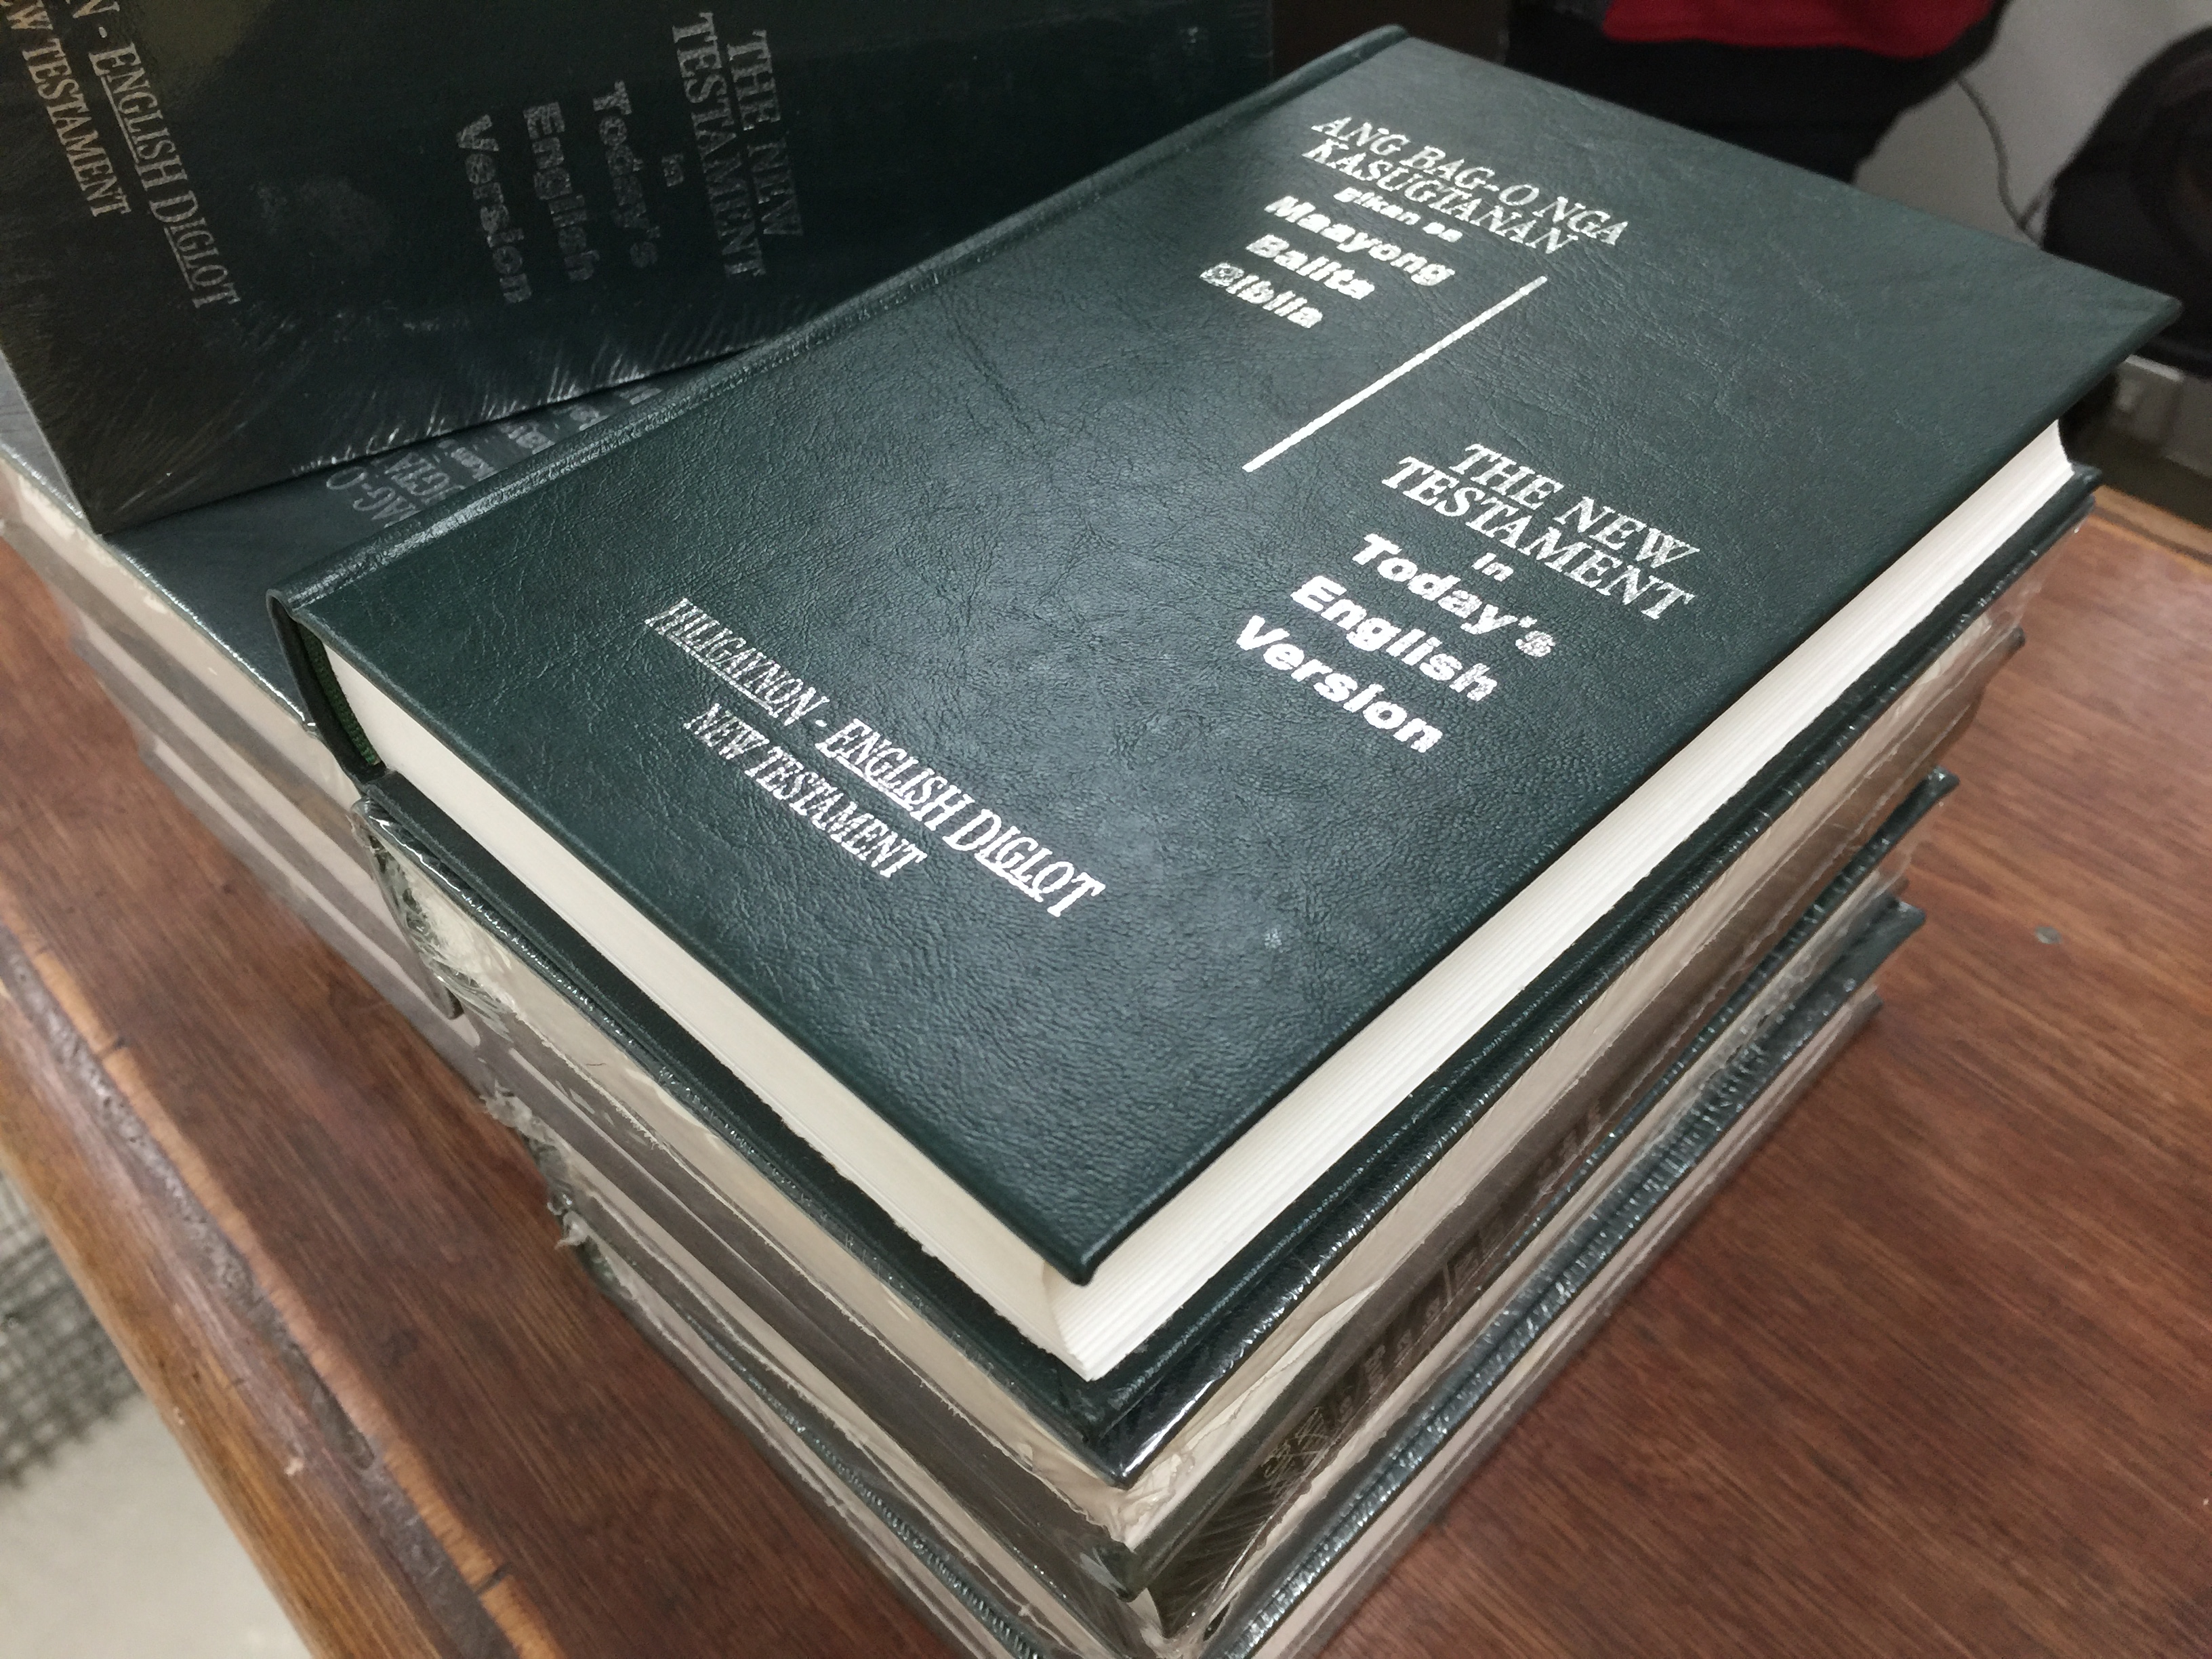 ANG BAG-O NGA
KASUGTANAN
Gikan sa
Maayong
Balita
Biblia
THE NEW
TESTAMENT
in
Today's
English
Version
HILIGAYNON - ENGLISH DIGLOT
NEW TESTAMENT
THE NEW
TESTAMENT
in
Today's
English
Version
- ENGLISH DIGLOT
TESTAMENT